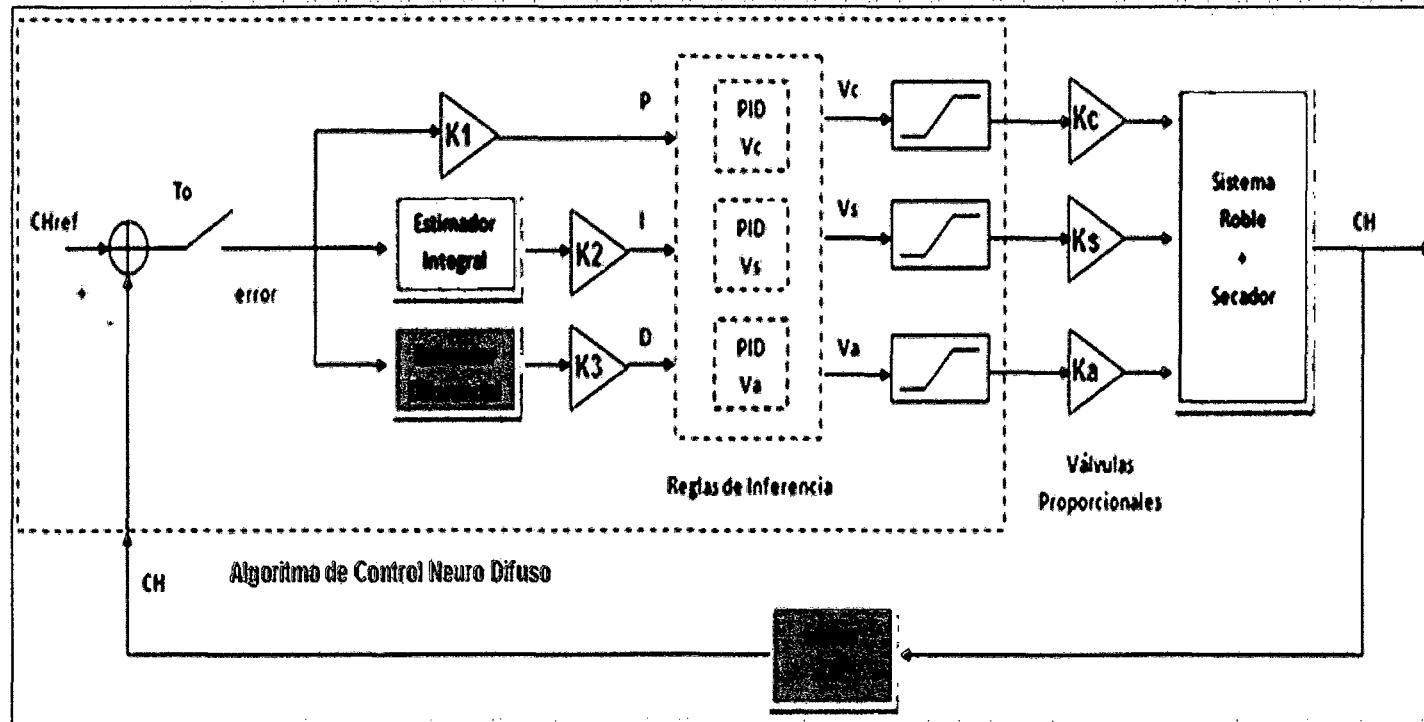 P
PID
Vc
Vc
K1
Kc
To
CHref
+
error
Estimador
Integral
K2
I
PID
Vs
Vs
Ks
Sistema
Roble
+
Secador
CH
K3
D
PID
Va
Va
Ka
Reglas de Inferencia
Válvulas
Proporcionales
CH
Algoritmo de Control Neuro Difuso